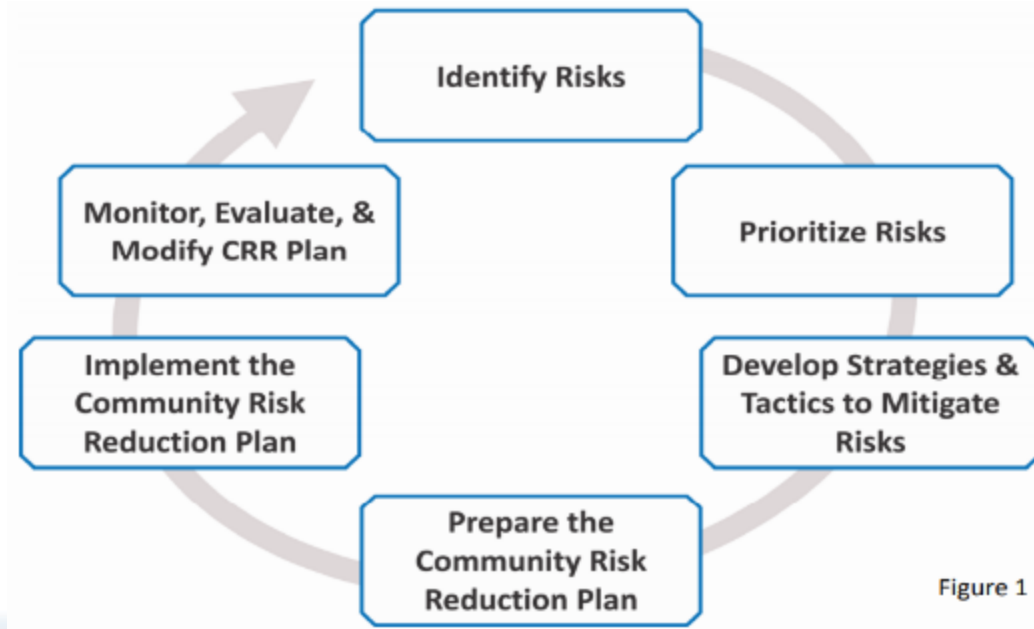 Identify Risks
Prioritize Risks
Develop Strategies &
Tactics to Mitigate
Risks
Prepare the
Community Risk
Reduction Plan
Implement the
Community Risk
Reduction Plan
Monitor, Evaluate, &
Modify CRR Plan
Figure 1